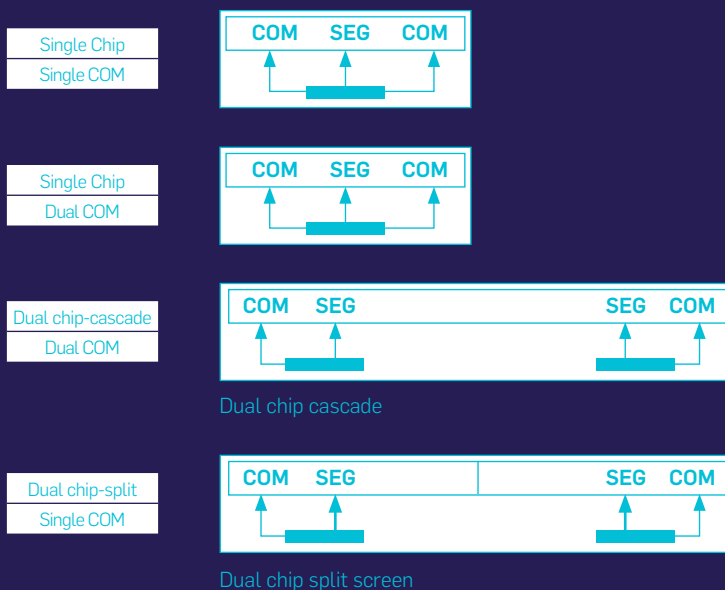 Single Chip
Single COM
COM SEG COM
Single Chip
Dual COM
COM SEG COM
Dual chip-cascade
Dual COM
COM SEG SEG COM
Dual chip cascade
Dual chip-split
Single COM
COM SEG SEG COM
Dual chip split screen